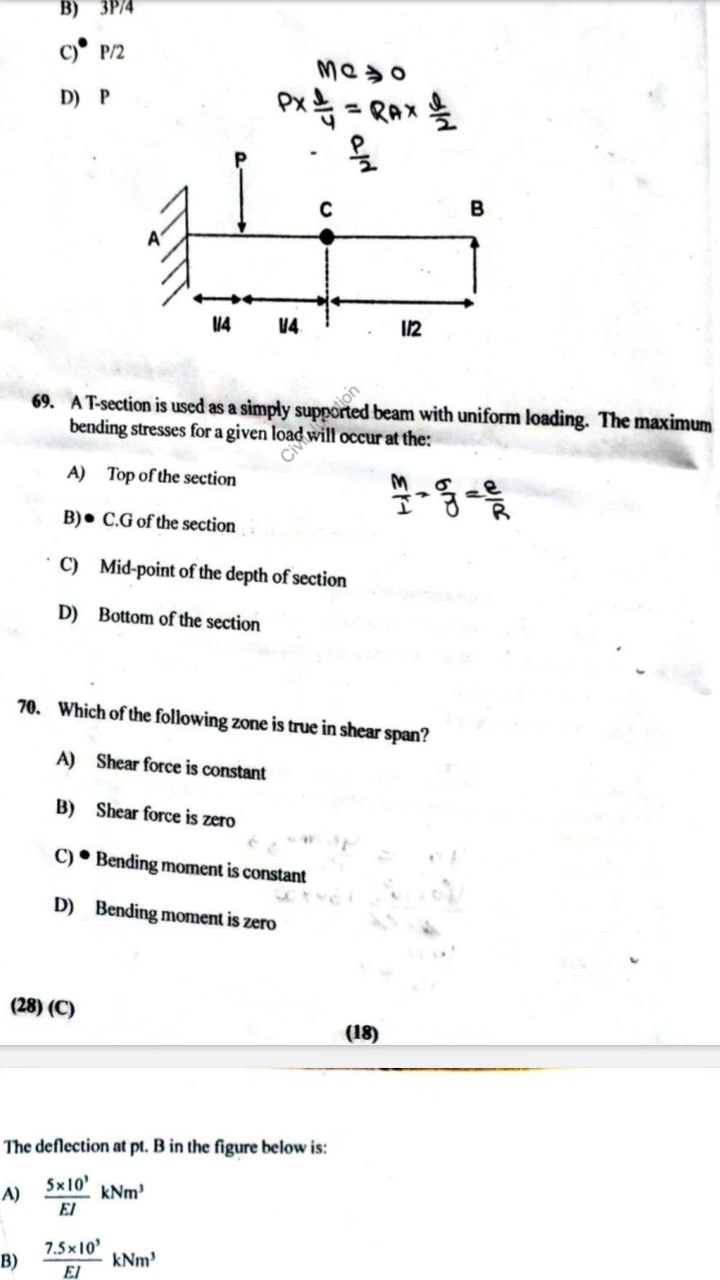 B) 3P/4
C) P/2
D) P
MC ⩾ 0
P× l/4 = RA × l/2
- P/2
P
A
C
B
l/4
l/4
l/2
69. A T-section is used as a simply supported beam with uniform loading. The maximum
bending stresses for a given load will occur at the:
A) Top of the section
M/I - σ/y = e/R
B) C.G of the section
C) Mid-point of the depth of section
D) Bottom of the section
70. Which of the following zone is true in shear span?
A) Shear force is constant
B) Shear force is zero
C) Bending moment is constant
D) Bending moment is zero
(28) (C)
(18)
The deflection at pt. B in the figure below is:
A) 5×10³/EI kNm³
B) 7.5×10³/EI kNm³